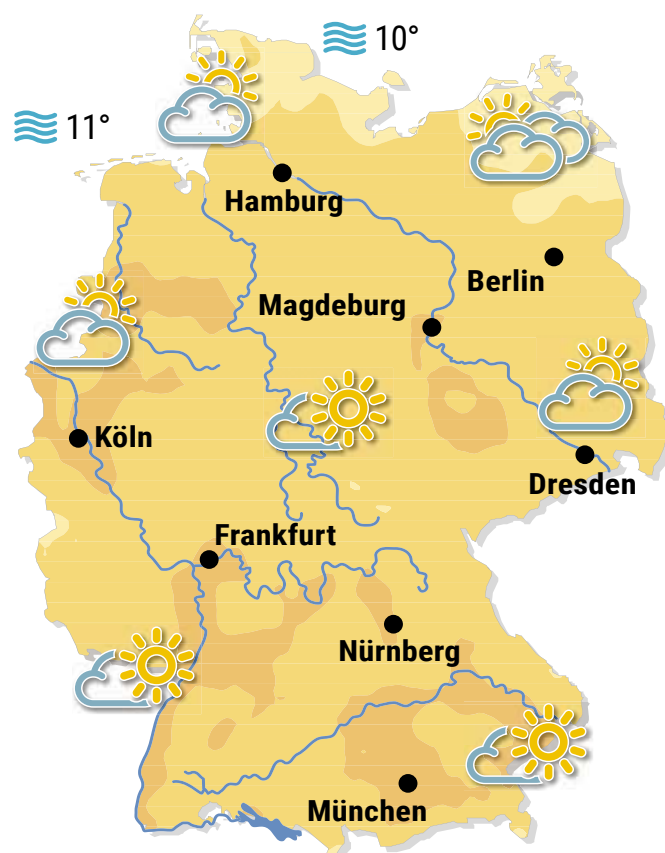 10°
11°
Hamburg
Berlin
Magdeburg
Köln
Dresden
Frankfurt
Nürnberg
München